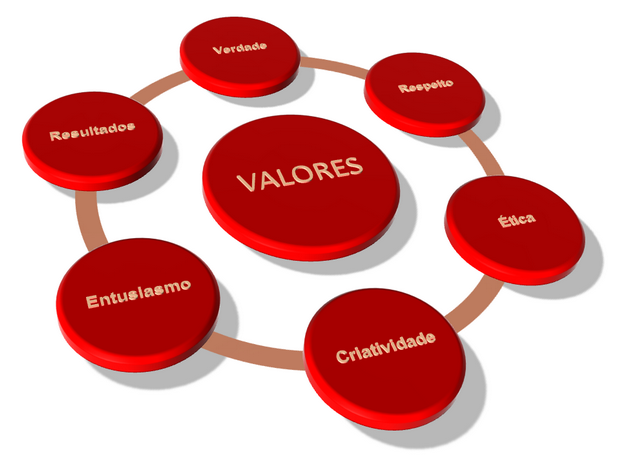 Verdade
Respeito
Resultados
VALORES
Ética
Entusiasmo
Criatividade